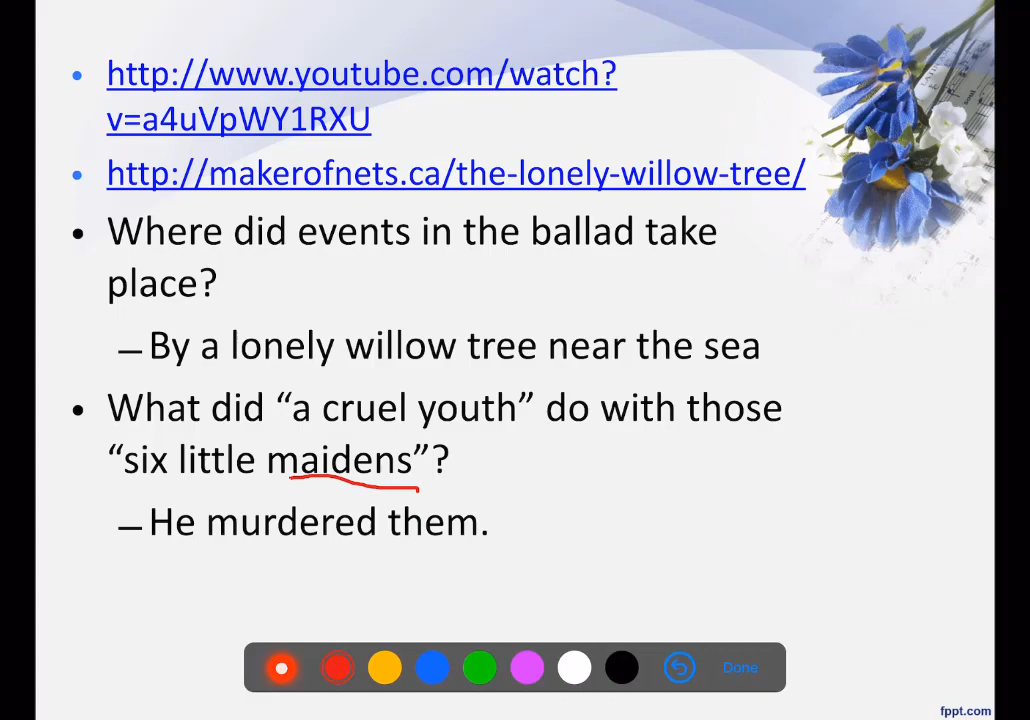 • http://www.youtube.com/watch?
v=a4uVpWY1RXU
• http://makerofnets.ca/the-lonely-willow-tree/
• Where did events in the ballad take
place?
– By a lonely willow tree near the sea
• What did “a cruel youth” do with those
“six little maidens”?
– He murdered them.
Done
fppt.com